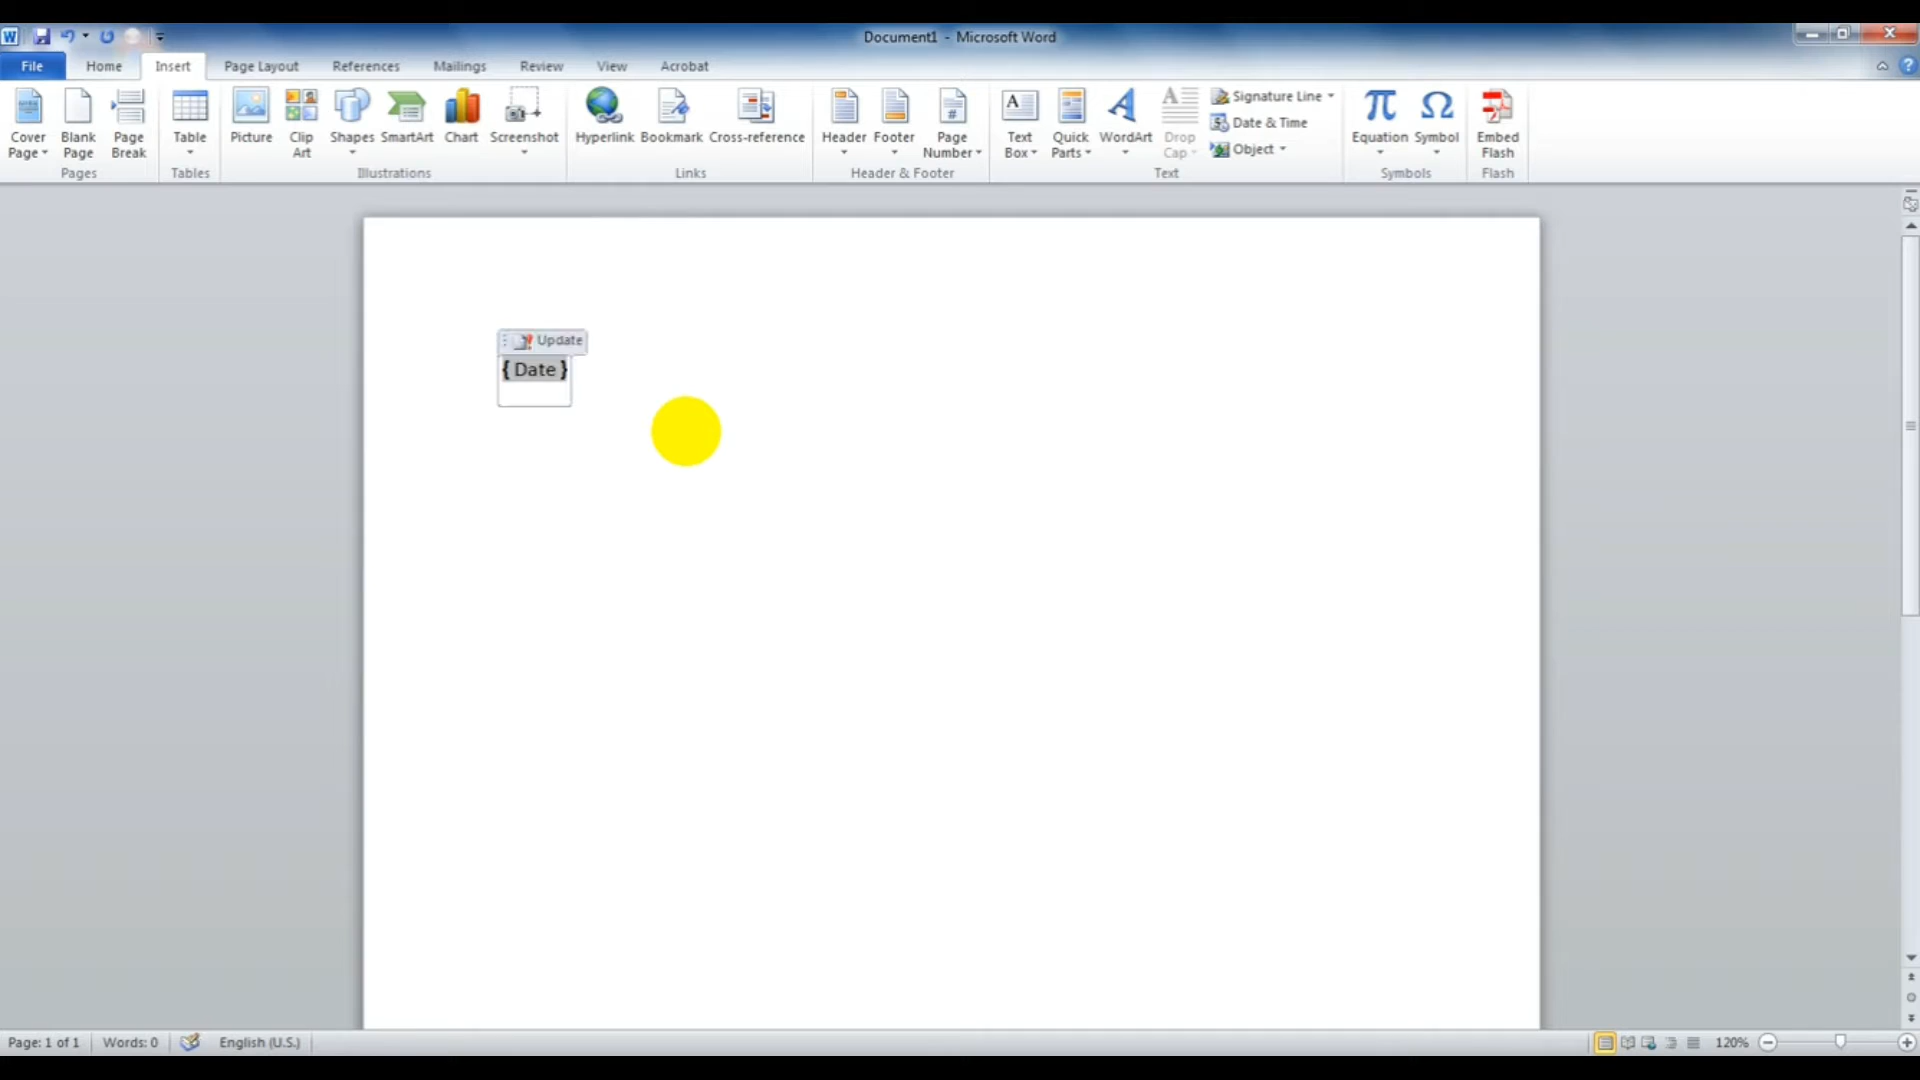 Document1 - Microsoft Word
File Home Insert Page Layout References Mailings Review View Acrobat
Cover Page
Blank Page
Page Break
Pages
Table
Tables
Picture
Clip Art
Shapes
SmartArt
Chart
Screenshot
Illustrations
Hyperlink
Bookmark
Cross-reference
Links
Header
Footer
Page Number
Header & Footer
Text Box
Quick Parts
WordArt
Drop Cap
Signature Line
Date & Time
Object
Text
Equation
Symbol
Symbols
Embed Flash
Flash
Update
{ Date }
Page: 1 of 1 Words: 0 English (U.S.) 120%